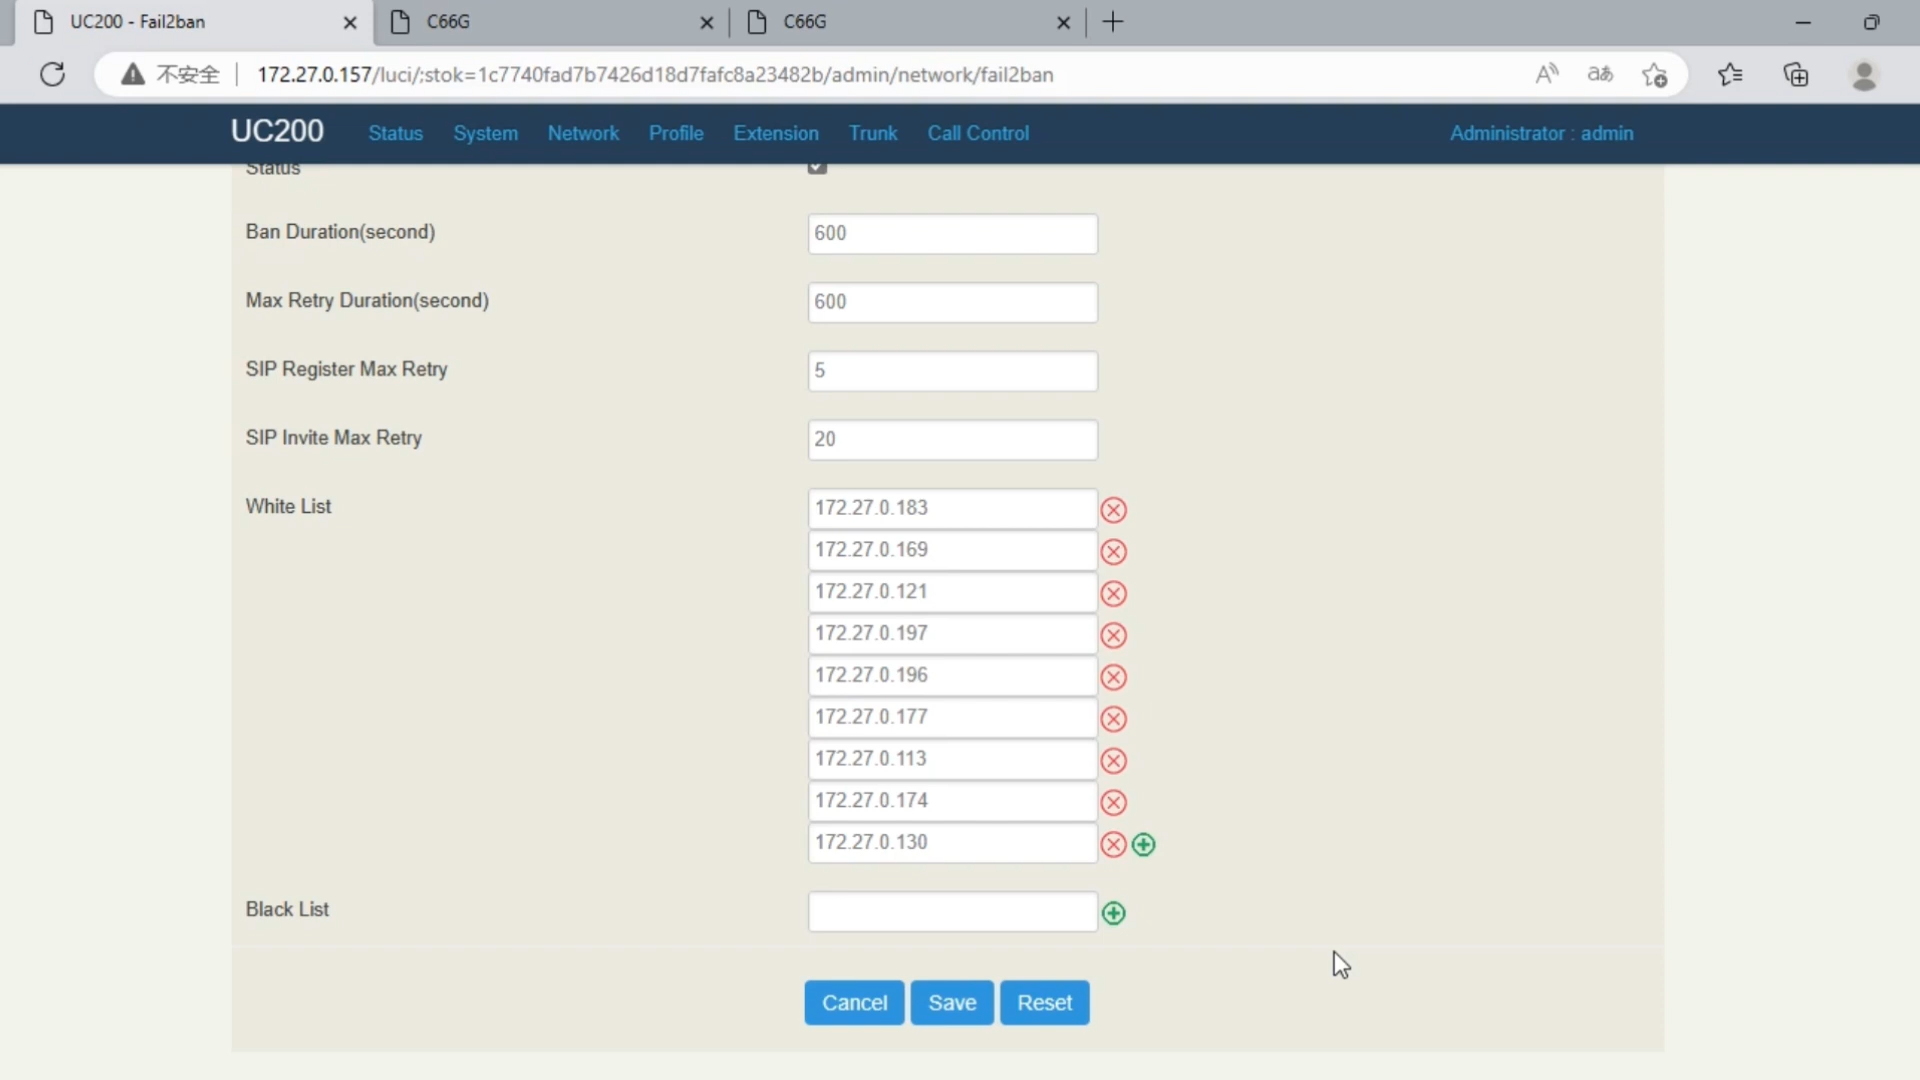 UC200 - Fail2ban
C66G
C66G
不安全
172.27.0.157/luci/;stok=1c7740fad7b7426d18d7fafc8a23482b/admin/network/fail2ban
aあ
UC200 Status System Network Profile Extension Trunk Call Control Administrator : admin
Status
Ban Duration(second) 600
Max Retry Duration(second) 600
SIP Register Max Retry 5
SIP Invite Max Retry 20
White List 172.27.0.183
172.27.0.169
172.27.0.121
172.27.0.197
172.27.0.196
172.27.0.177
172.27.0.113
172.27.0.174
172.27.0.130
Black List
Cancel Save Reset